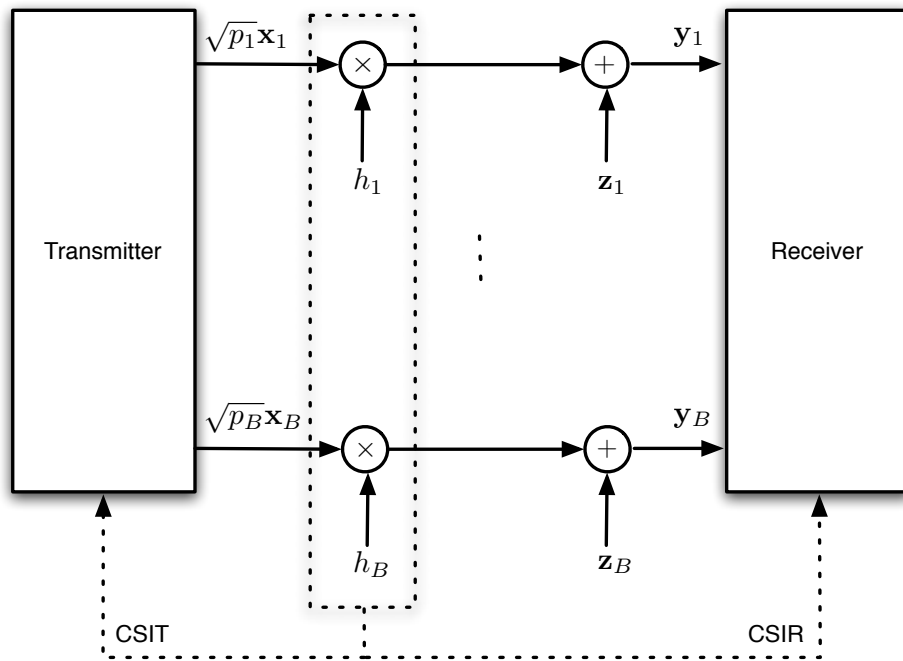 √p₁x₁
y₁
×
+
h₁
z₁
Transmitter
Receiver
√p_Bx_B
y_B
×
+
h_B
z_B
CSIT
CSIR